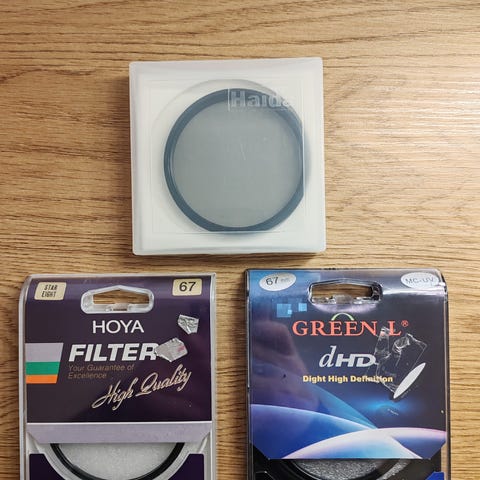 Haida
STAR
EIGHT
67
HOYA
FILTER
Your Guarantee of
Excellence
High Quality
67mm
MC-UV
GREEN.L®
dHD
Dight High Definition